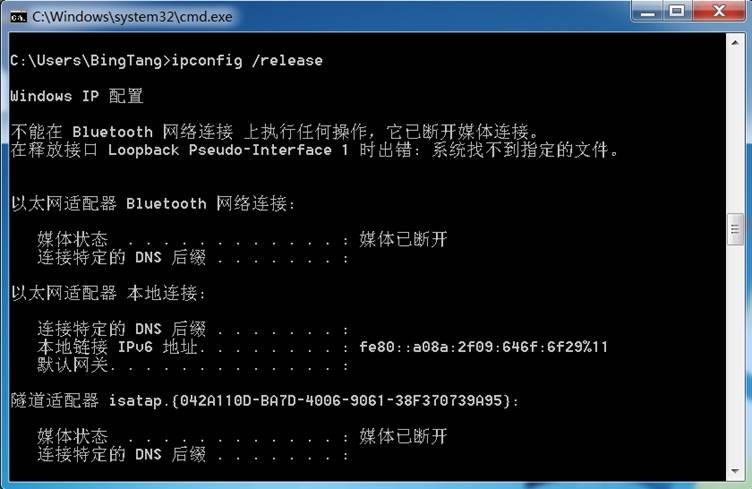 C:\Windows\system32\cmd.exe
C:\Users\BingTang>ipconfig /release
Windows IP 配置
不能在 Bluetooth 网络连接 上执行任何操作，它已断开媒体连接。
在释放接口 Loopback Pseudo-Interface 1 时出错: 系统找不到指定的文件。
以太网适配器 Bluetooth 网络连接:
媒体状态 . . . . . . . . . . . . : 媒体已断开
连接特定的 DNS 后缀 . . . . . . . :
以太网适配器 本地连接:
连接特定的 DNS 后缀 . . . . . . . :
本地链接 IPv6 地址. . . . . . . . : fe80::a08a:2f09:646f:6f29%11
默认网关. . . . . . . . . . . . . :
隧道适配器 isatap.{042A110D-BA7D-4006-9061-38F370739A95}:
媒体状态 . . . . . . . . . . . . : 媒体已断开
连接特定的 DNS 后缀 . . . . . . . :